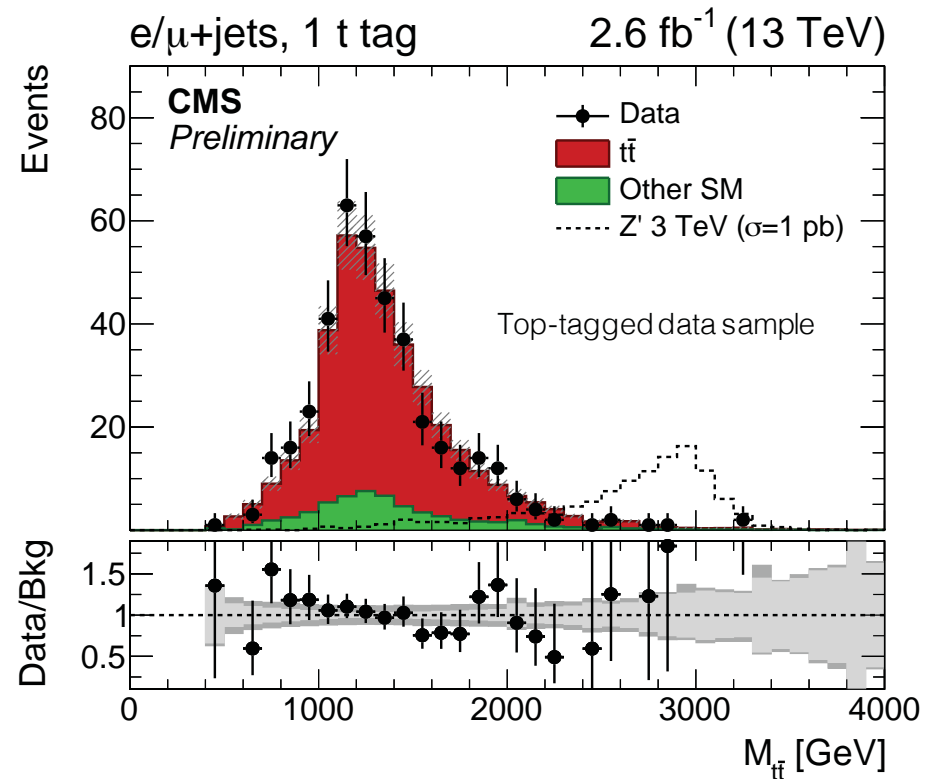 e/μ+jets, 1 t tag
2.6 fb⁻¹ (13 TeV)
Events
CMS
Preliminary
Data
tt̄
Other SM
Z' 3 TeV (σ=1 pb)
Top-tagged data sample
80
60
40
20
Data/Bkg
1.5
1
0.5
0 1000 2000 3000 4000
M_tt̄ [GeV]